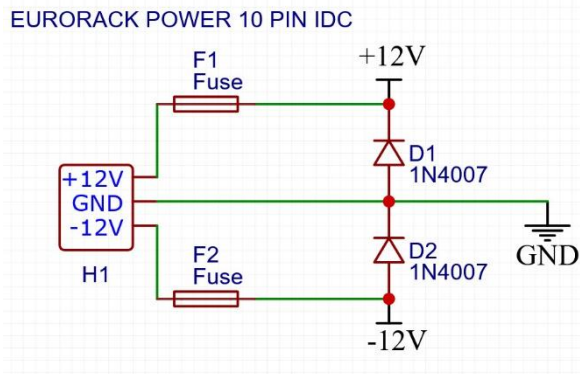 EURORACK POWER 10 PIN IDC
F1
Fuse
+12V
D1
1N4007
+12V
GND
-12V
H1
F2
Fuse
D2
1N4007
GND
-12V